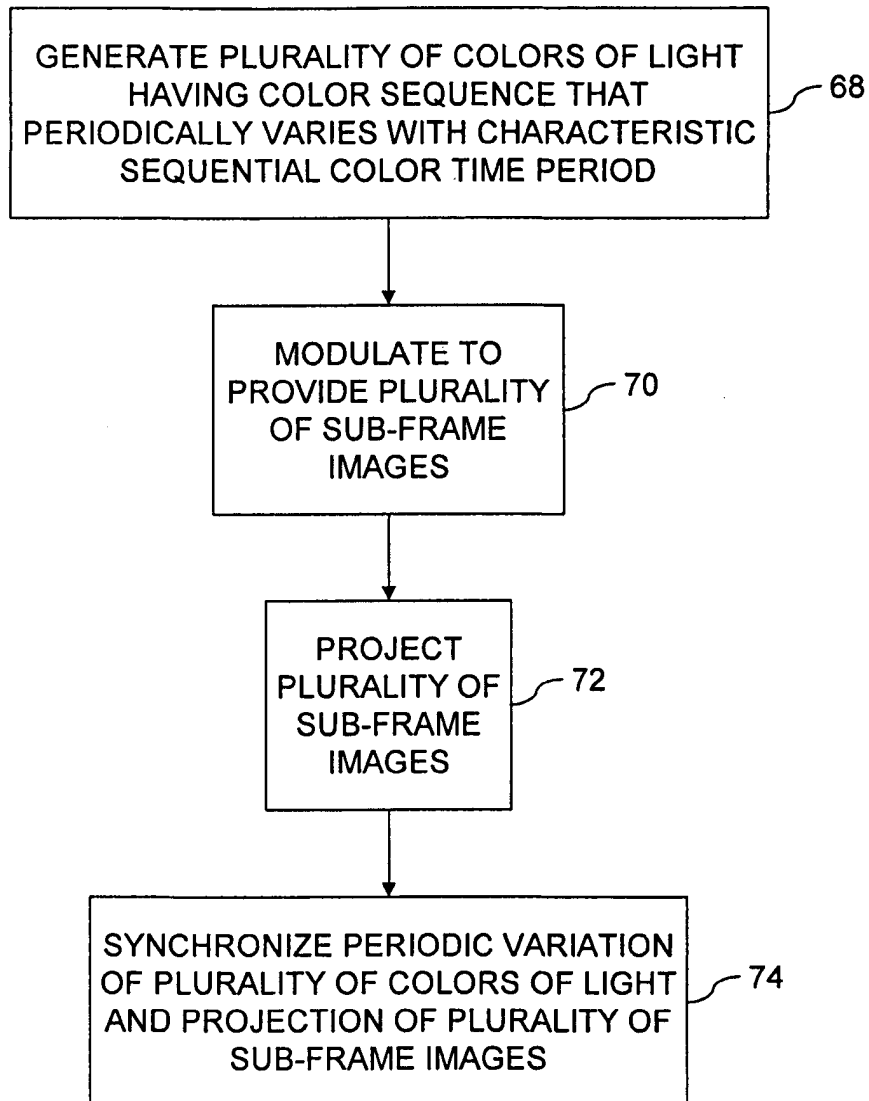 GENERATE PLURALITY OF COLORS OF LIGHT
HAVING COLOR SEQUENCE THAT
PERIODICALLY VARIES WITH CHARACTERISTIC
SEQUENTIAL COLOR TIME PERIOD
68
MODULATE TO
PROVIDE PLURALITY
OF SUB-FRAME
IMAGES
70
PROJECT
PLURALITY OF
SUB-FRAME
IMAGES
72
SYNCHRONIZE PERIODIC VARIATION
OF PLURALITY OF COLORS OF LIGHT
AND PROJECTION OF PLURALITY OF
SUB-FRAME IMAGES
74